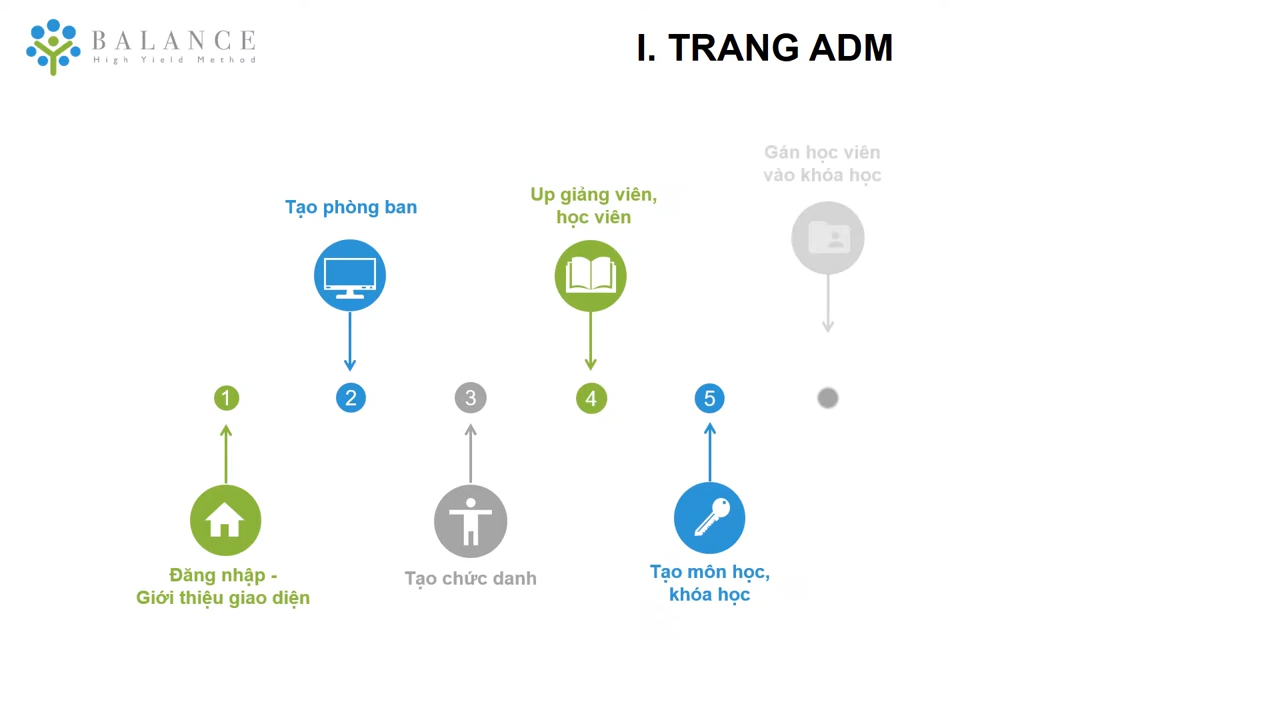 BALANCE
High Yield Method
I. TRANG ADM
Gán học viên
vào khóa học
Up giảng viên,
học viên
Tạo phòng ban
1
2
3
4
5
Đăng nhập -
Giới thiệu giao diện
Tạo chức danh
Tạo môn học,
khóa học